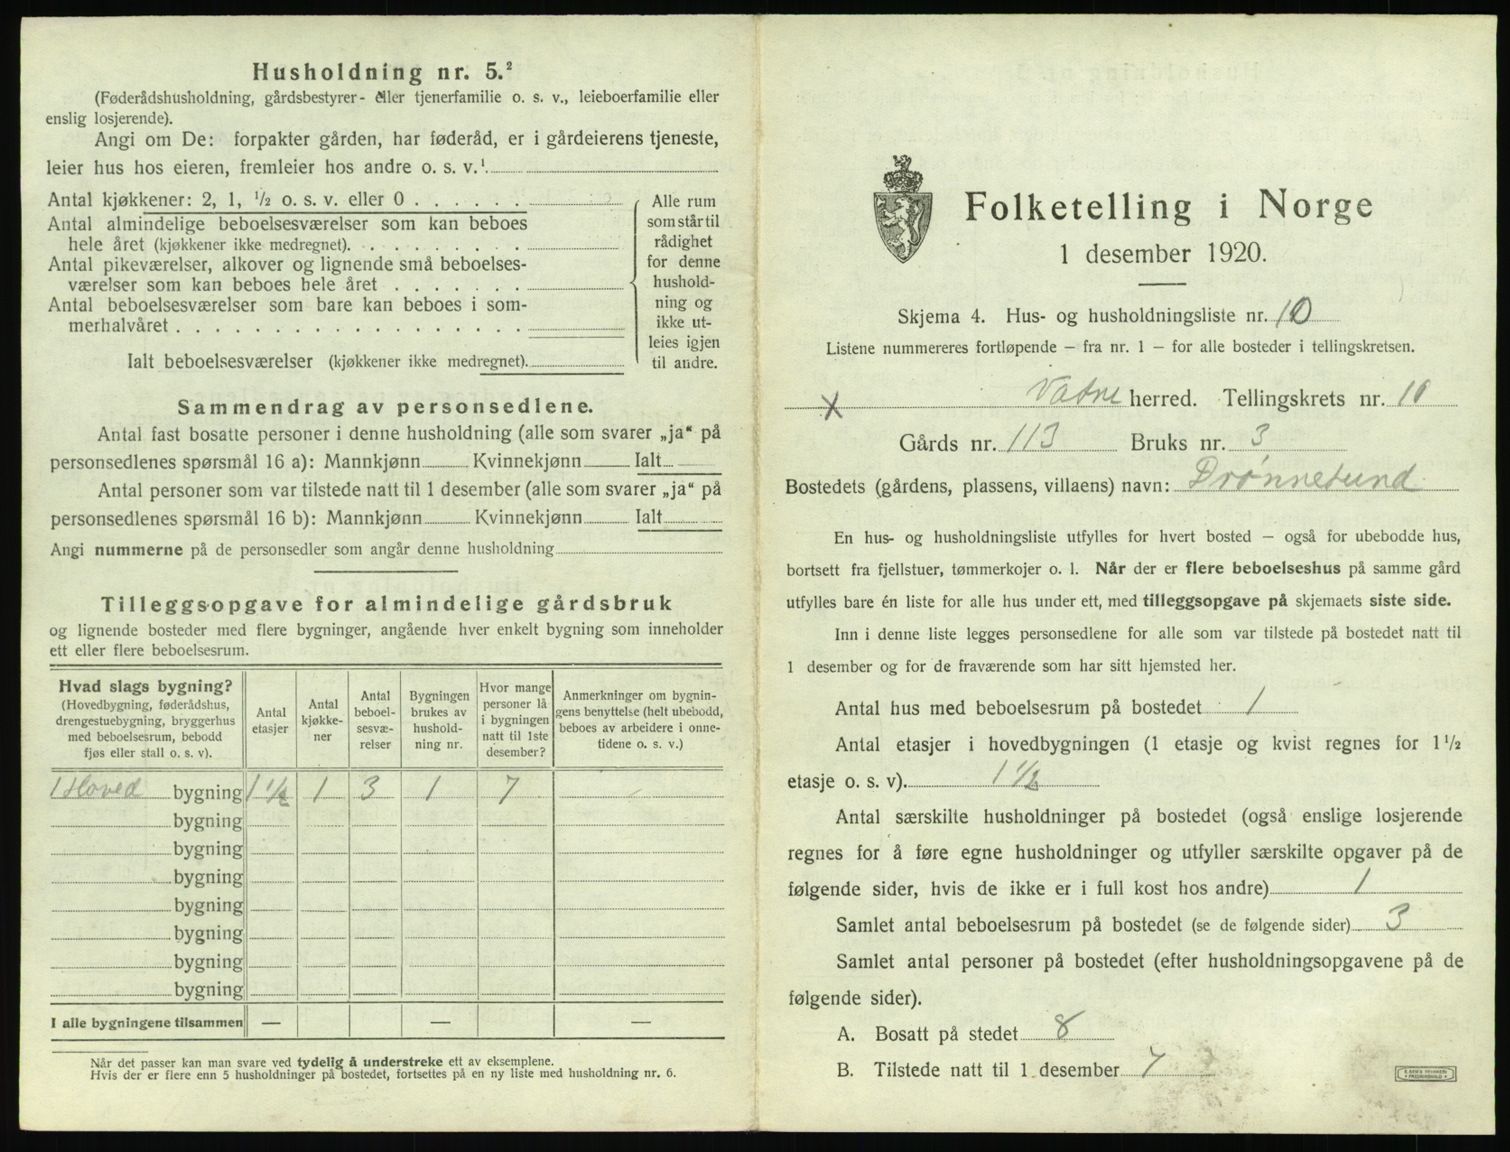 Husholdning nr. 5.²
(Føderådshusholdning, gårdsbestyrer- eller tjenerfamilie o. s. v., leieboerfamilie eller
enslig losjerende).
Angi om De: forpakter gården, har føderåd, er i gårdeierens tjeneste,
leier hus hos eieren, fremleier hos andre o. s. v.¹
Antal kjøkkener: 2, 1, ½ o. s. v. eller 0
Antal almindelige beboelsesværelser som kan beboes
hele året (kjøkkener ikke medregnet).
Antal pikeværelser, alkover og lignende små beboelses-
værelser som kan beboes hele året
Antal beboelsesværelser som bare kan beboes i som-
merhalvåret
Ialt beboelsesværelser (kjøkkener ikke medregnet).
Alle rum
som står til
rådighet
for denne
hushold-
ning og
ikke ut-
leies igjen
til andre.
Sammendrag av personsedlene.
Antal fast bosatte personer i denne husholdning (alle som svarer „ja“ på
personsedlenes spørsmål 16 a): Mannkjønn Kvinnekjønn Ialt
Antal personer som var tilstede natt til 1 desember (alle som svarer „ja“ på
personsedlenes spørsmål 16 b): Mannkjønn Kvinnekjønn Ialt
Angi nummerne på de personsedler som angår denne husholdning
Tilleggsopgave for almindelige gårdsbruk
og lignende bosteder med flere bygninger, angående hver enkelt bygning som inneholder
ett eller flere beboelsesrum.
Hvad slags bygning?
(Hovedbygning, føderådshus,
drengestuebygning, bryggerhus
med beboelsesrum, bebodd
fjøs eller stall o. s. v).
Antal
etasjer
Antal
kjøkke-
ner
Antal
beboel-
sesvæ-
relser
Bygningen
brukes av
hushold-
ning nr.
Hvor mange
personer lå
i bygningen
natt til 1ste
desember?
Anmerkninger om bygnin-
gens benyttelse (helt ubebodd,
beboes av arbeidere i onne-
tidene o. s. v.)
1 Hoved bygning 1 ½ 1 3 1 7
bygning
bygning
bygning
bygning
bygning
bygning
bygning
I alle bygningene tilsammen — — —
Når det passer kan man svare ved tydelig å understreke ett av eksemplene.
Hvis der er flere enn 5 husholdninger på bostedet, fortsettes på en ny liste med husholdning nr. 6.
Folketelling i Norge
1 desember 1920.
Skjema 4. Hus- og husholdningsliste nr. 10
Listene nummereres fortløpende — fra nr. 1 — for alle bosteder i tellingskretsen.
x Vatne herred. Tellingskrets nr. 10
Gårds nr. 113 Bruks nr. 3
Bostedets (gårdens, plassens, villaens) navn: Drønnesund
En hus- og husholdningsliste utfylles for hvert bosted — også for ubebodde hus,
bortsett fra fjellstuer, tømmerkojer o. l. Når der er flere beboelseshus på samme gård
utfylles bare én liste for alle hus under ett, med tilleggsopgave på skjemaets siste side.
Inn i denne liste legges personsedlene for alle som var tilstede på bostedet natt til
1 desember og for de fraværende som har sitt hjemsted her.
Antal hus med beboelsesrum på bostedet 1
Antal etasjer i hovedbygningen (1 etasje og kvist regnes for 1½
etasje o. s. v). 1 ½
Antal særskilte husholdninger på bostedet (også enslige losjerende
regnes for å føre egne husholdninger og utfyller særskilte opgaver på de
følgende sider, hvis de ikke er i full kost hos andre) 1
Samlet antal beboelsesrum på bostedet (se de følgende sider) 3
Samlet antal personer på bostedet (efter husholdningsopgavene på de
følgende sider).
A. Bosatt på stedet 8
B. Tilstede natt til 1 desember 7